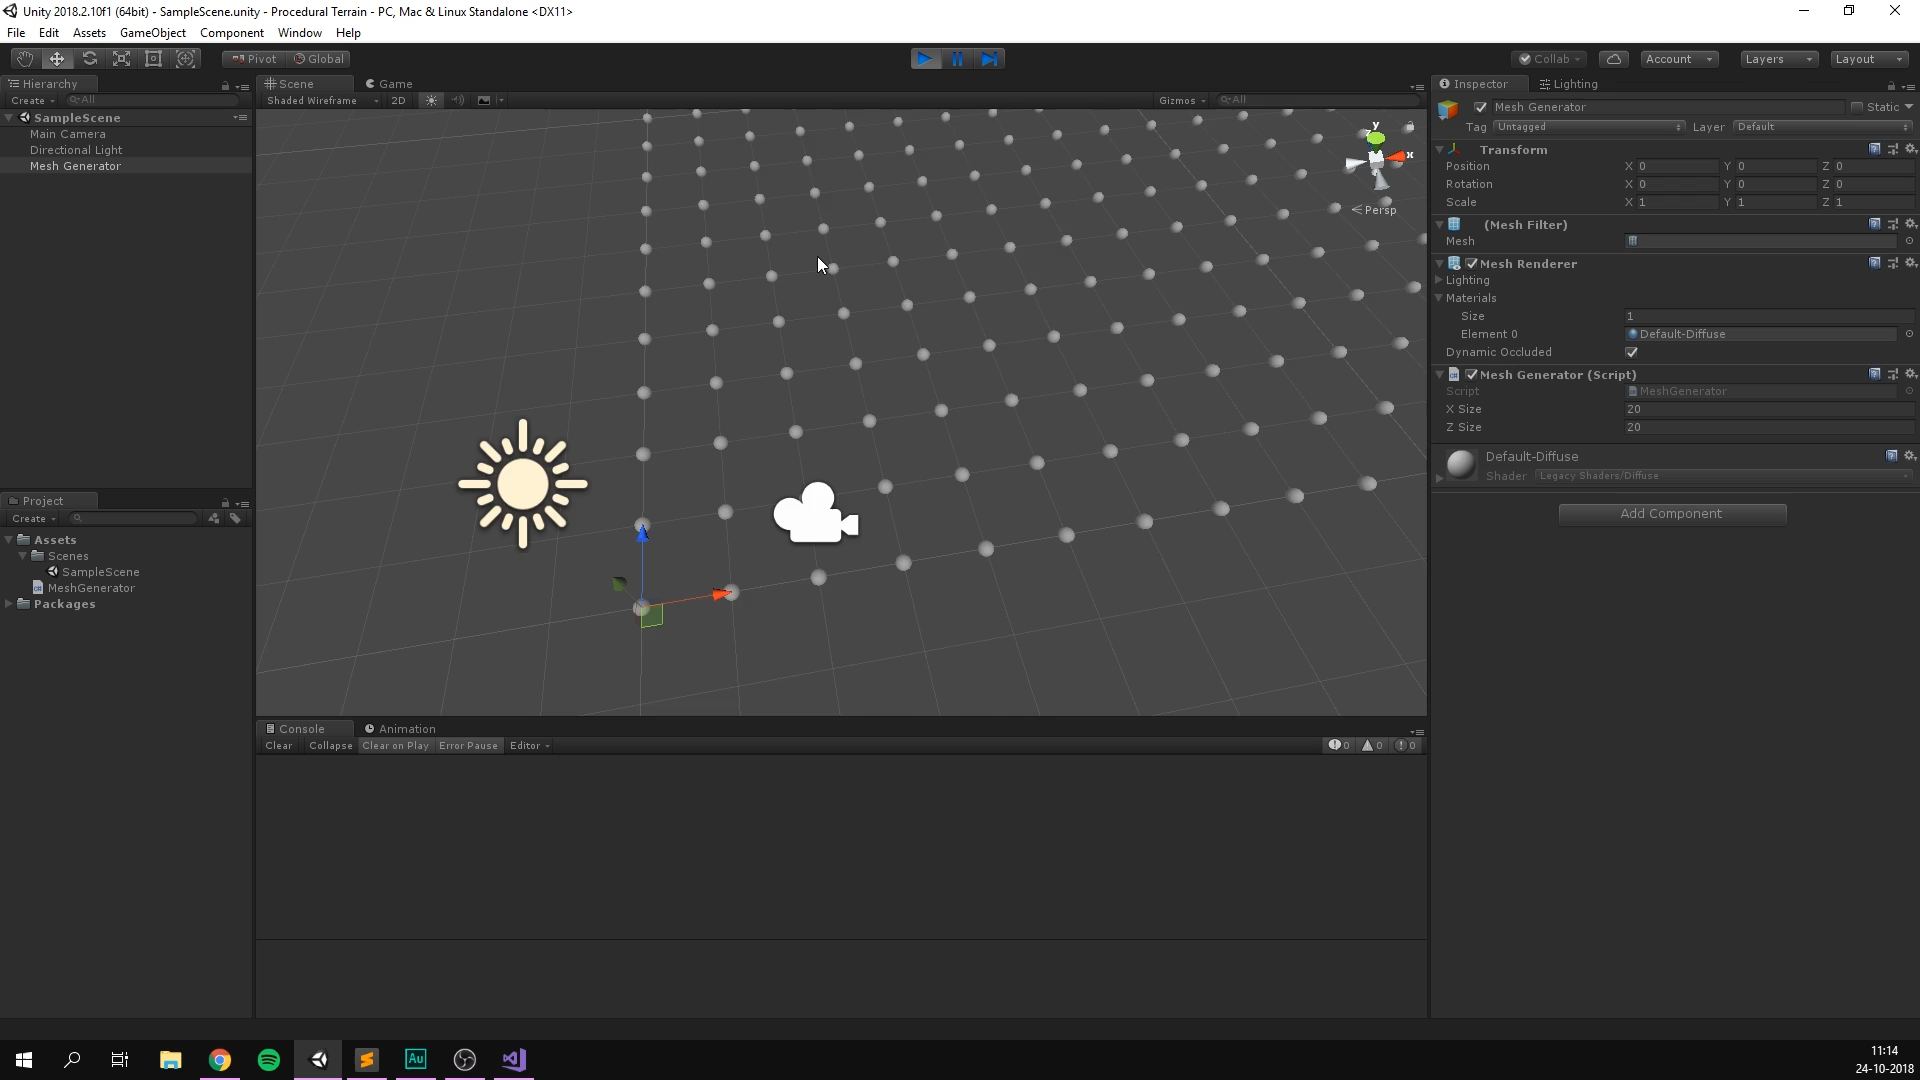 Unity 2018.2.10f1 (64bit) - SampleScene.unity - Procedural Terrain - PC, Mac & Linux Standalone <DX11>
File Edit Assets GameObject Component Window Help
Pivot Global Collab Account Layers Layout
Hierarchy
Create All
SampleScene
Main Camera
Directional Light
Mesh Generator
Project
Create
Assets
Scenes
SampleScene
MeshGenerator
Packages
Scene Game
Shaded Wireframe 2D Gizmos All
y
z
x
Persp
Console Animation
Clear Collapse Clear on Play Error Pause Editor 0 0 0
Inspector Lighting
Mesh Generator Static
Tag Untagged Layer Default
Transform
Position X 0 Y 0 Z 0
Rotation X 0 Y 0 Z 0
Scale X 1 Y 1 Z 1
(Mesh Filter)
Mesh
Mesh Renderer
Lighting
Materials
Size 1
Element 0 Default-Diffuse
Dynamic Occluded
Mesh Generator (Script)
Script MeshGenerator
X Size 20
Z Size 20
Default-Diffuse
Shader Legacy Shaders/Diffuse
Add Component
Au
11:14
24-10-2018